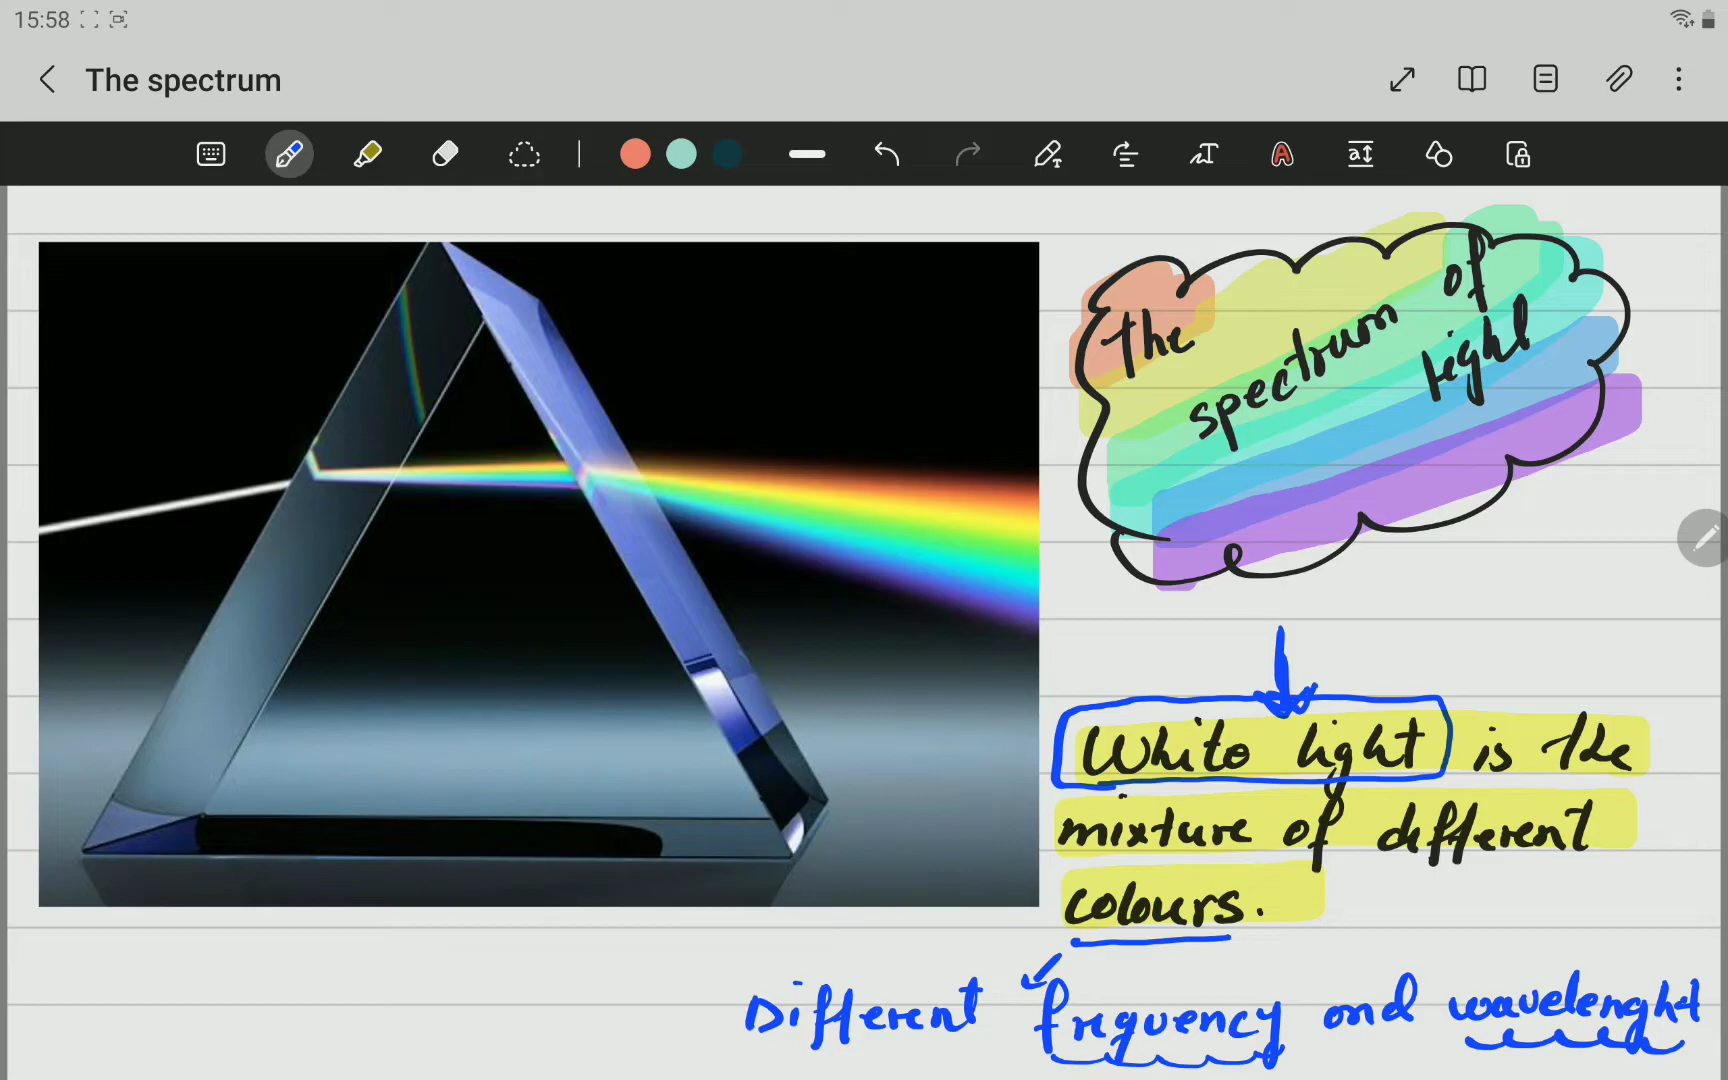 15:58
The spectrum
The
spectrum of
light
White light is the
mixture of different
colours.
Different frequency and wavelenght